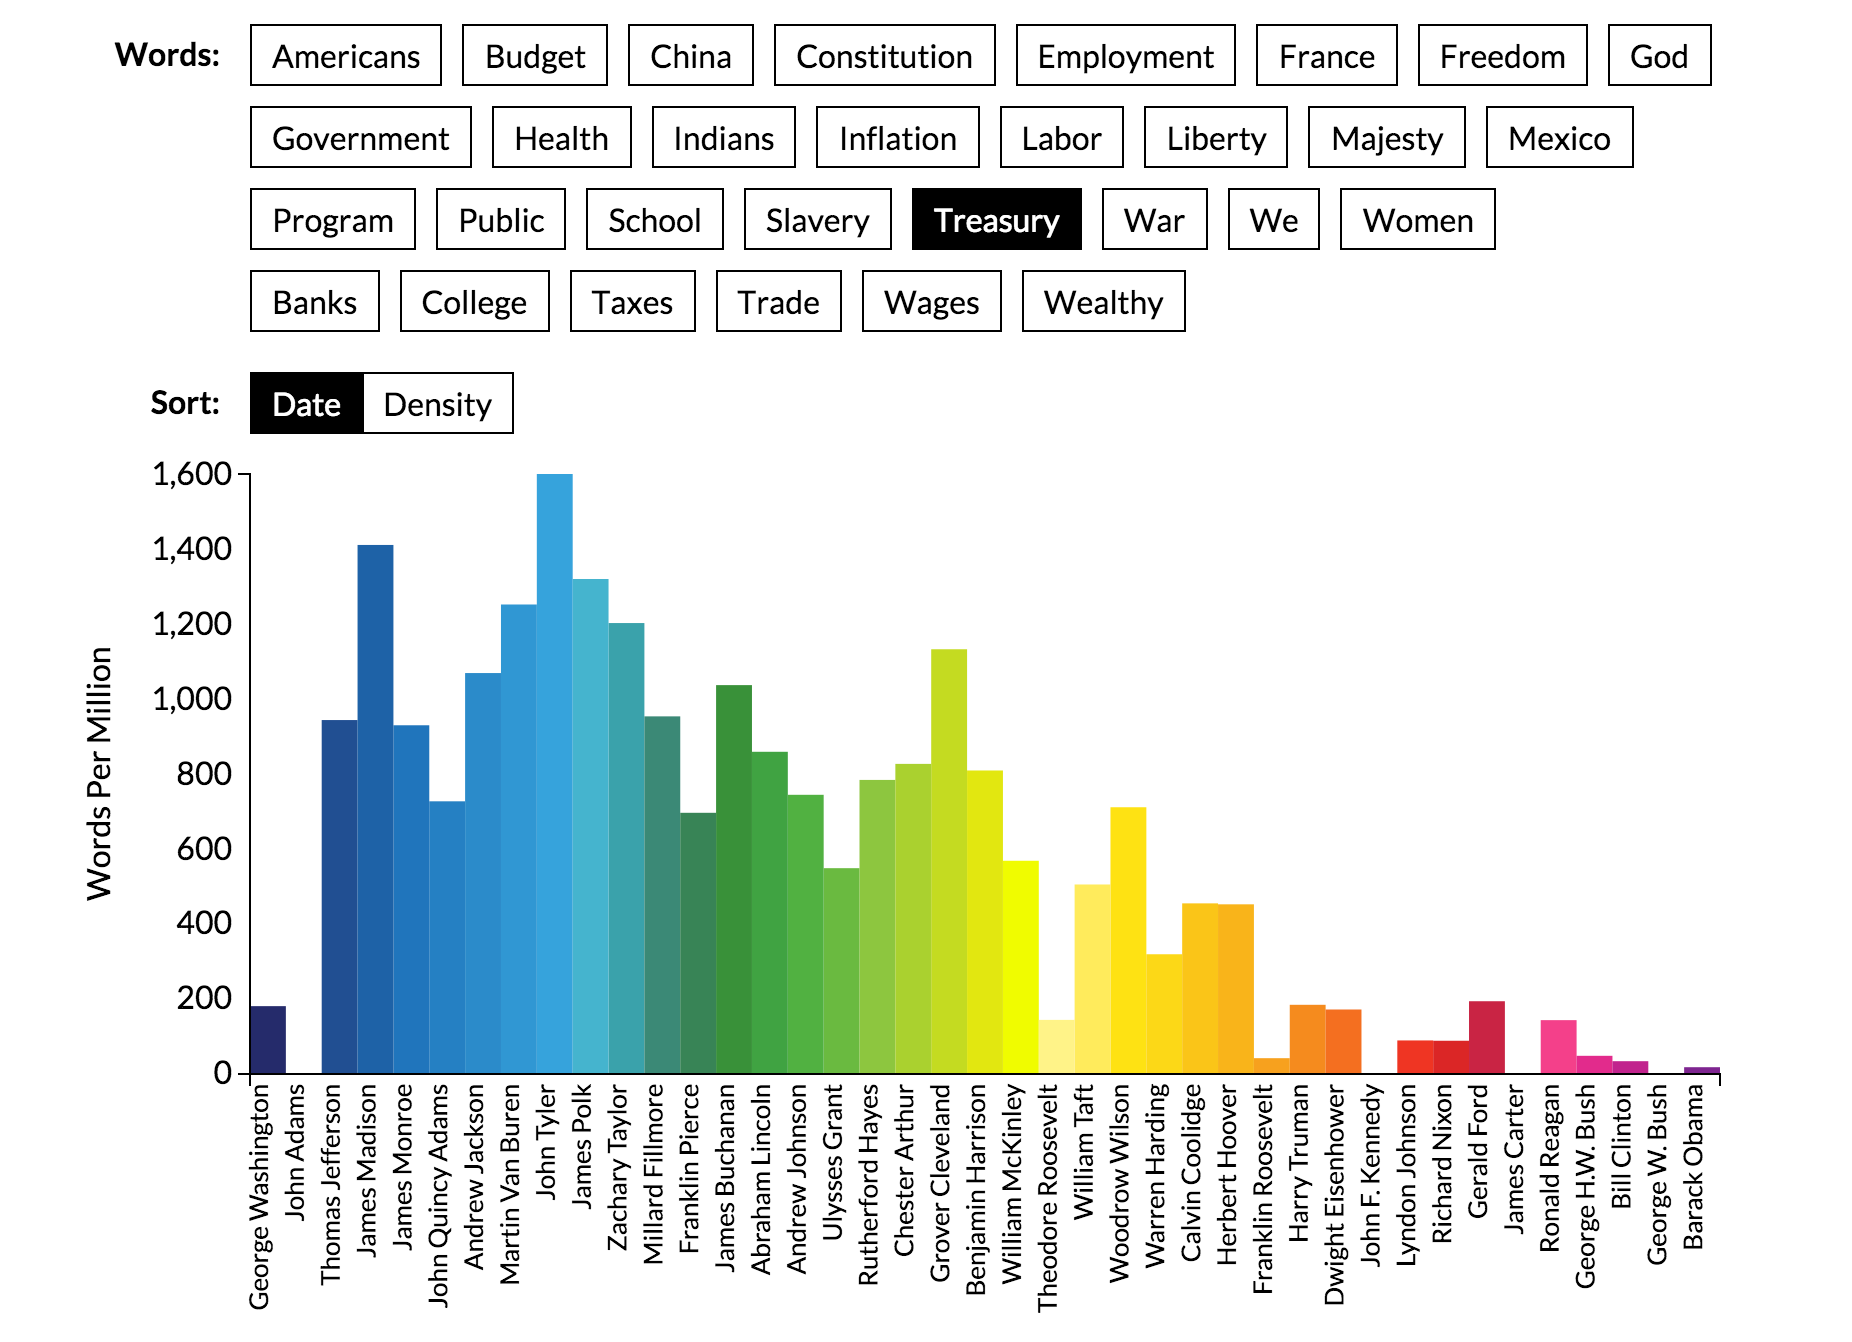 Words: Americans Budget China Constitution Employment France Freedom God
Government Health Indians Inflation Labor Liberty Majesty Mexico
Program Public School Slavery Treasury War We Women
Banks College Taxes Trade Wages Wealthy
Sort: Date Density
Words Per Million
1,600
1,400
1,200
1,000
800
600
400
200
0
George Washington
John Adams
Thomas Jefferson
James Madison
James Monroe
John Quincy Adams
Andrew Jackson
Martin Van Buren
John Tyler
James Polk
Zachary Taylor
Millard Fillmore
Franklin Pierce
James Buchanan
Abraham Lincoln
Andrew Johnson
Ulysses Grant
Rutherford Hayes
Chester Arthur
Grover Cleveland
Benjamin Harrison
William McKinley
Theodore Roosevelt
William Taft
Woodrow Wilson
Warren Harding
Calvin Coolidge
Herbert Hoover
Franklin Roosevelt
Harry Truman
Dwight Eisenhower
John F. Kennedy
Lyndon Johnson
Richard Nixon
Gerald Ford
James Carter
Ronald Reagan
George H.W. Bush
Bill Clinton
George W. Bush
Barack Obama